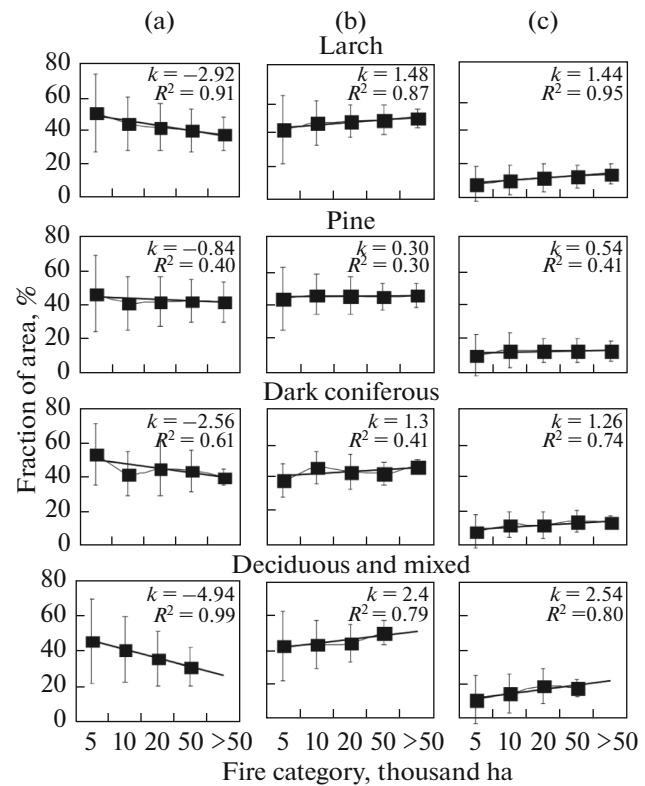 (a) (b) (c)
Larch
80 k = −2.92 k = 1.48 k = 1.44
R² = 0.91 R² = 0.87 R² = 0.95
60
40
20
0
Pine
80 k = −0.84 k = 0.30 k = 0.54
R² = 0.40 R² = 0.30 R² = 0.41
60
40
20
0
Fraction of area, %
Dark coniferous
80 k = −2.56 k = 1.3 k = 1.26
R² = 0.61 R² = 0.41 R² = 0.74
60
40
20
0
Deciduous and mixed
80 k = −4.94 k = 2.4 k = 2.54
R² = 0.99 R² = 0.79 R² =0.80
60
40
20
0
5 10 20 50 >50 5 10 20 50 >50 5 10 20 50 >50
Fire category, thousand ha